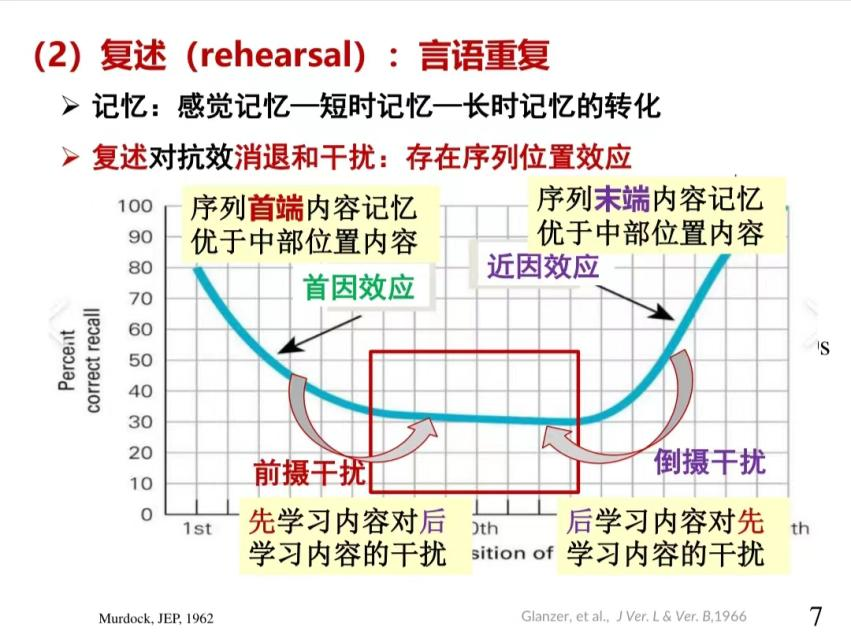 (2) 复述（rehearsal）：言语重复
➢ 记忆：感觉记忆—短时记忆—长时记忆的转化
➢ 复述对抗效消退和干扰：存在序列位置效应
序列首端内容记忆
优于中部位置内容
序列末端内容记忆
优于中部位置内容
首因效应
近因效应
Percent
correct recall
100
90
80
70
60
50
40
30
20
10
0
前摄干扰
倒摄干扰
1st
0th
th
先学习内容对后
学习内容的干扰
sition of
后学习内容对先
学习内容的干扰
Murdock, JEP, 1962
Glanzer, et al., J Ver. L & Ver. B,1966
7